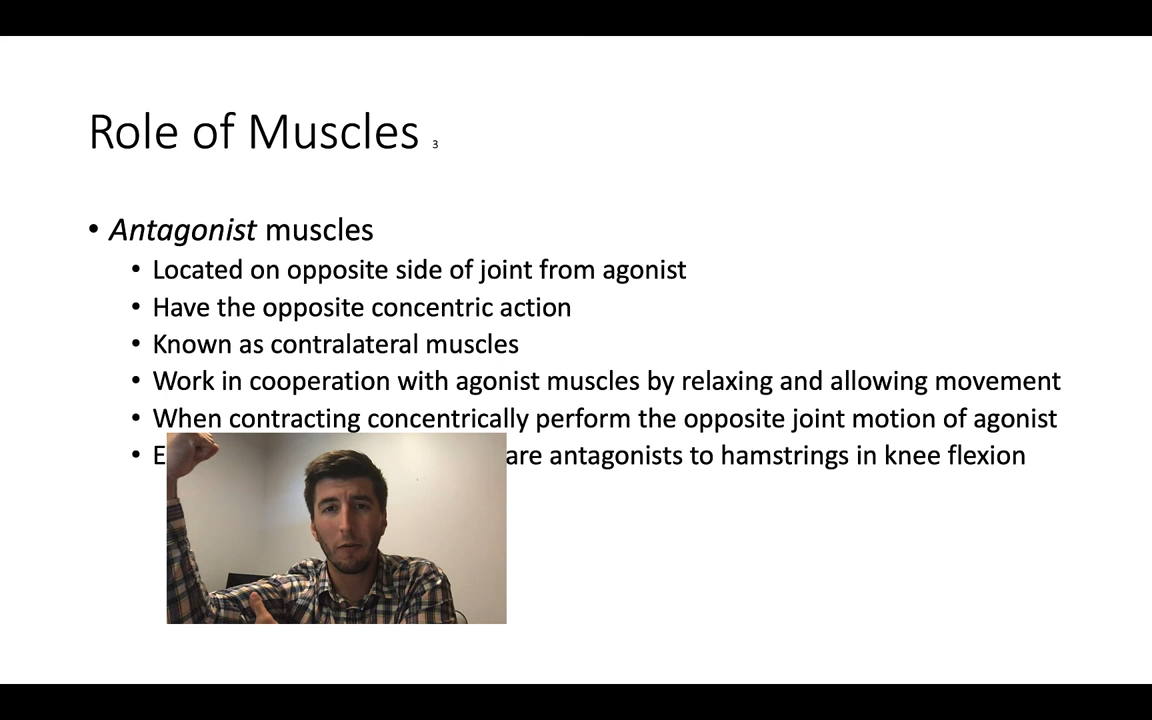 Role of Muscles 3
• Antagonist muscles
• Located on opposite side of joint from agonist
• Have the opposite concentric action
• Known as contralateral muscles
• Work in cooperation with agonist muscles by relaxing and allowing movement
• When contracting concentrically perform the opposite joint motion of agonist
• E are antagonists to hamstrings in knee flexion